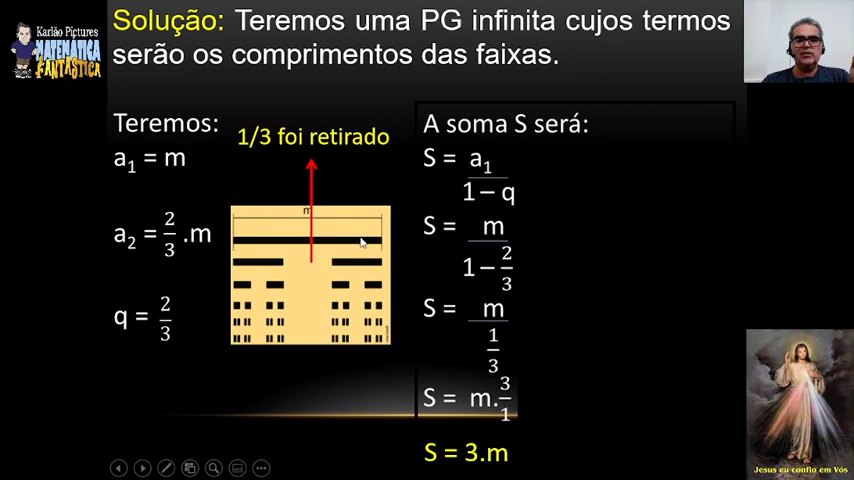 Karlão Pictures
MATEMÁTICA
FANTÁSTICA
Solução: Teremos uma PG infinita cujos termos
serão os comprimentos das faixas.
Teremos:
a₁ = m
a₂ = 2/3 .m
q = 2/3
1/3 foi retirado
m
A soma S será:
S = a₁ / 1 – q
S = m / 1 – 2/3
S = m / 1/3
S = m. 3/1
S = 3.m
Jesus eu confio em Vós